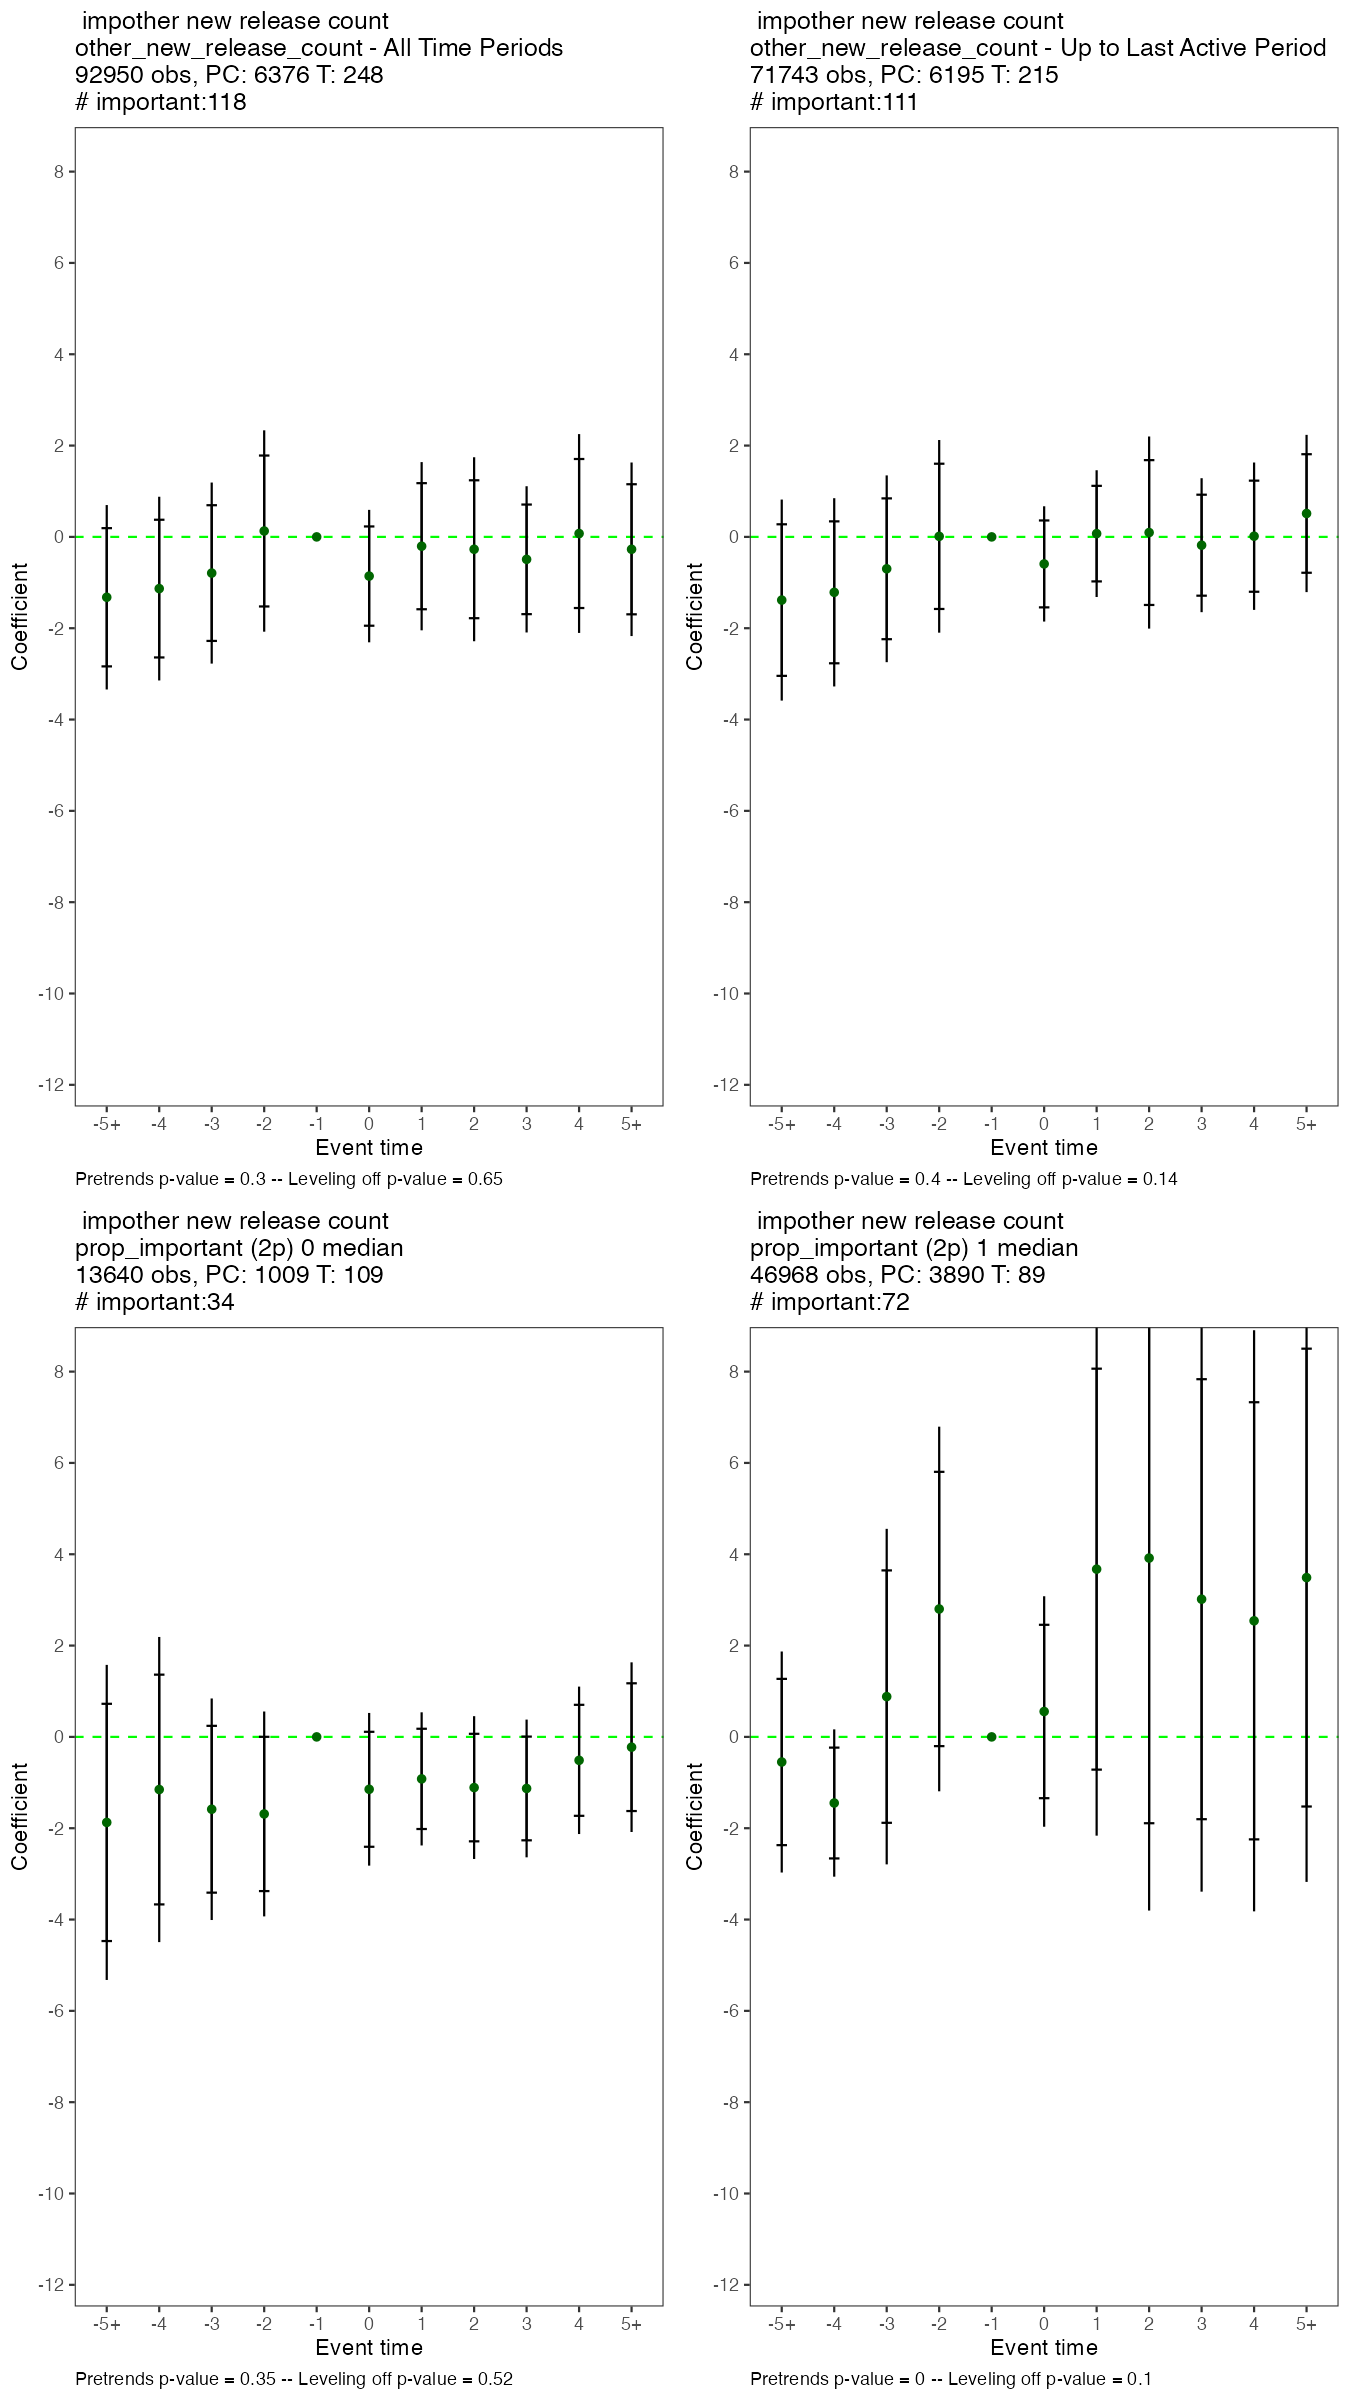 impother new release count
other_new_release_count - All Time Periods
92950 obs, PC: 6376 T: 248
# important:118
8
6
4
2
0
-2
-4
-6
-8
-10
-12
Coefficient
-5+ -4 -3 -2 -1 0 1 2 3 4 5+
Event time
Pretrends p-value = 0.3 -- Leveling off p-value = 0.65
impother new release count
other_new_release_count - Up to Last Active Period
71743 obs, PC: 6195 T: 215
# important:111
8
6
4
2
0
-2
-4
-6
-8
-10
-12
Coefficient
-5+ -4 -3 -2 -1 0 1 2 3 4 5+
Event time
Pretrends p-value = 0.4 -- Leveling off p-value = 0.14
impother new release count
prop_important (2p) 0 median
13640 obs, PC: 1009 T: 109
# important:34
8
6
4
2
0
-2
-4
-6
-8
-10
-12
Coefficient
-5+ -4 -3 -2 -1 0 1 2 3 4 5+
Event time
Pretrends p-value = 0.35 -- Leveling off p-value = 0.52
impother new release count
prop_important (2p) 1 median
46968 obs, PC: 3890 T: 89
# important:72
8
6
4
2
0
-2
-4
-6
-8
-10
-12
Coefficient
-5+ -4 -3 -2 -1 0 1 2 3 4 5+
Event time
Pretrends p-value = 0 -- Leveling off p-value = 0.1